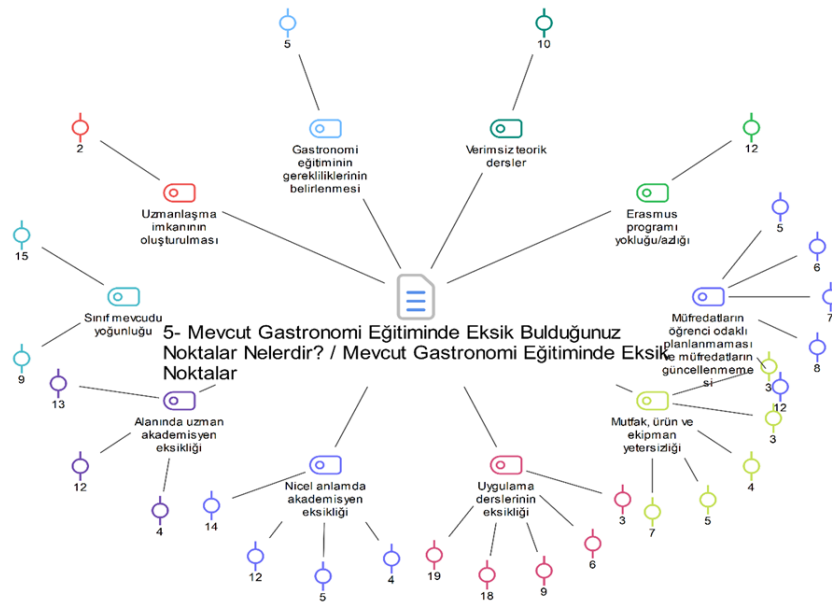 5
10
2
Gastronomi
eğitiminin
gerekliliklerinin
belirlenmesi
Verimsiz teorik
dersler
12
Uzmanlaşma
imkanının
oluşturulması
Erasmus
programı
yokluğu/azlığı
5
15
6
Sınıf mevcudu
yoğunluğu
7
Müfredatların
öğrenci odaklı
planlanmaması
ve müfredatların
güncellenmeme
si
8
5- Mevcut Gastronomi Eğitiminde Eksik Bulduğunuz
Noktalar Nelerdir? / Mevcut Gastronomi Eğitiminde Eksik
Noktalar
9
13
3
12
Alanında uzman
akademisyen
eksikliği
Mutfak, ürün ve
ekipman
yetersizliği
3
12
4
4
Nicel anlamda
akademisyen
eksikliği
14
12
5
4
Uygulama
derslerinin
eksikliği
3
19
18
9
6
7
5